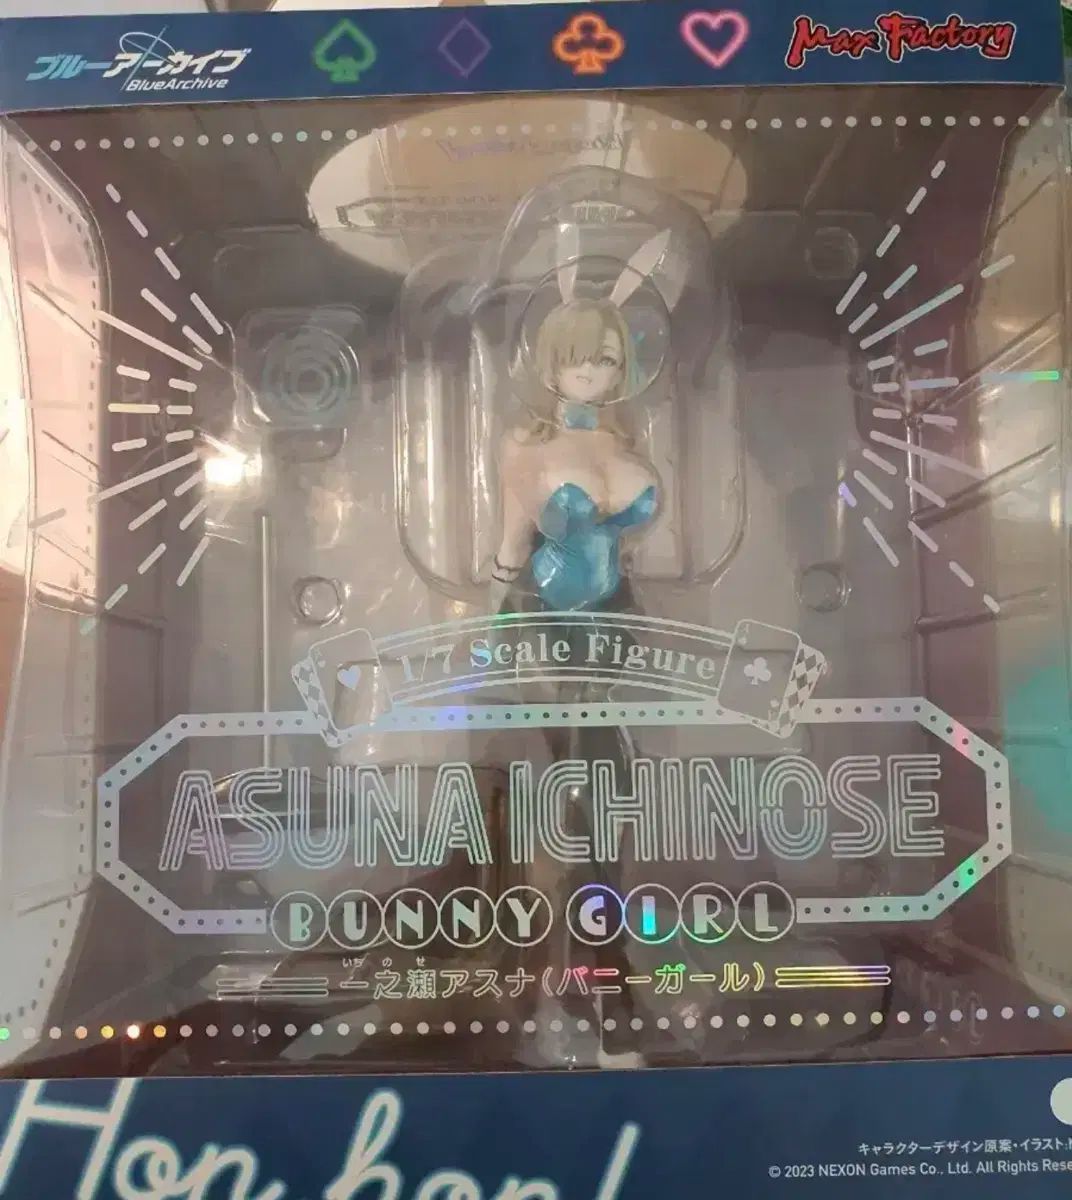 ブルーアーカイブ
BlueArchive
Max Factory
1/7 Scale Figure
ASUNA ICHINOSE
BUNNY GIRL
いちのせ
一之瀬アスナ(バニーガール)
Hop hop!
キャラクターデザイン原案・イラスト:
© 2023 NEXON Games Co., Ltd. All Rights